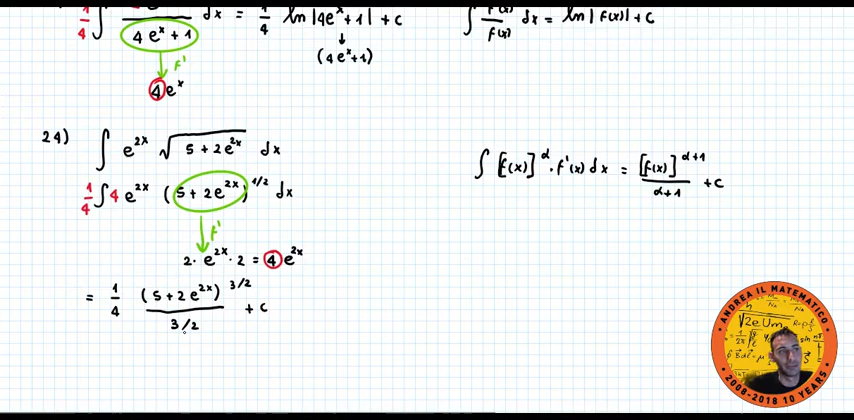 1/4 ∫ 4e^x / (4e^x + 1) dx = 1/4 ln |4e^x + 1| + c
∫ f'(x) / f(x) dx = ln | f(x)| + c
↓
(4e^x + 1)
f'
4e^x
24) ∫ e^2x √(5 + 2e^2x) dx
∫ [f(x)]^α · f'(x) dx = [f(x)]^α+1 / α+1 + c
1/4 ∫ 4 e^2x (5 + 2e^2x)^1/2 dx
f'
2 · e^2x · 2 = 4 e^2x
= 1/4 (5 + 2e^2x)^3/2 / 3/2 + c
ANDREA IL MATEMATICO
2008-2018 10 YEARS